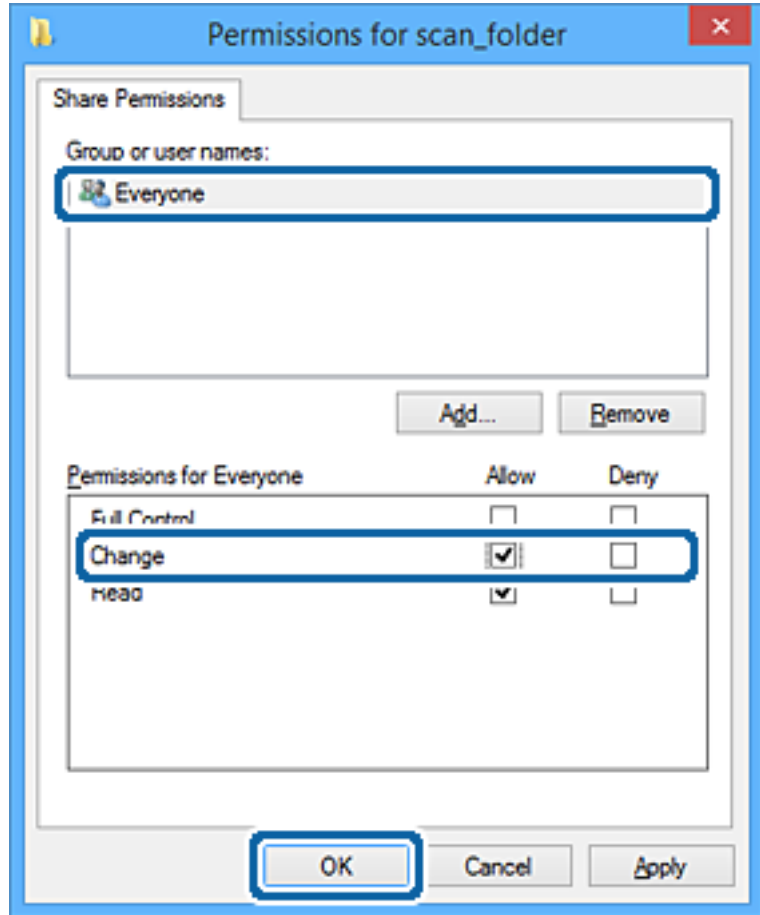 Permissions for scan_folder
Share Permissions
Group or user names:
Everyone
Add... Remove
Permissions for Everyone Allow Deny
Full Control
Change
Read
OK Cancel Apply